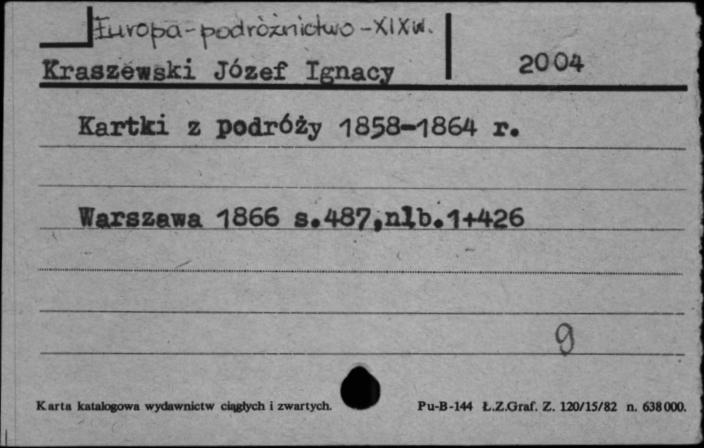 Europa-podróżnictwo-XIXw.
Kraszewski Józef Ignacy 2004
Kartki z podróży 1858-1864 r.
Warszawa 1866 s.487,nlb.1+426
9
Karta katalogowa wydawnictw ciągłych i zwartych. Pu-B-144 Ł.Z.Graf. Z. 120/15/82 n. 638000.